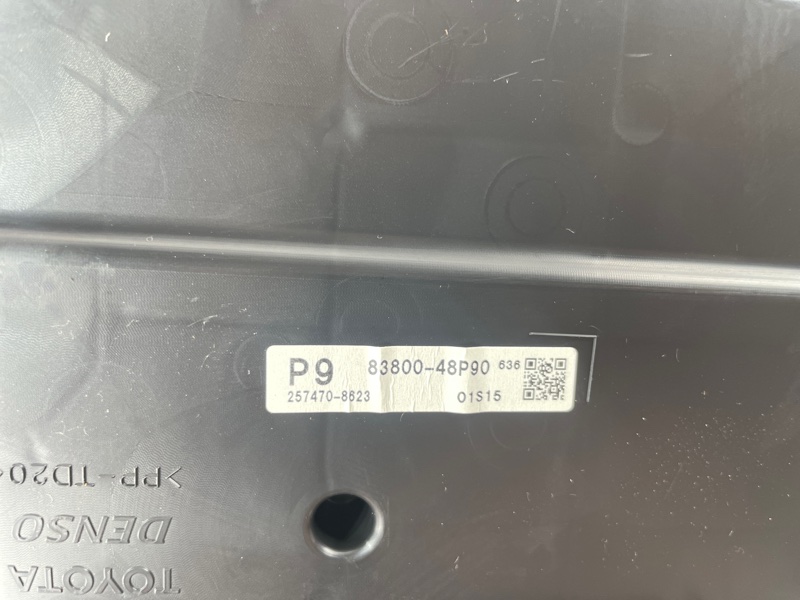 P9 83800-48P90 636
257470-8623 01S15
>PP-TD20<
DENSO
TOYOTA